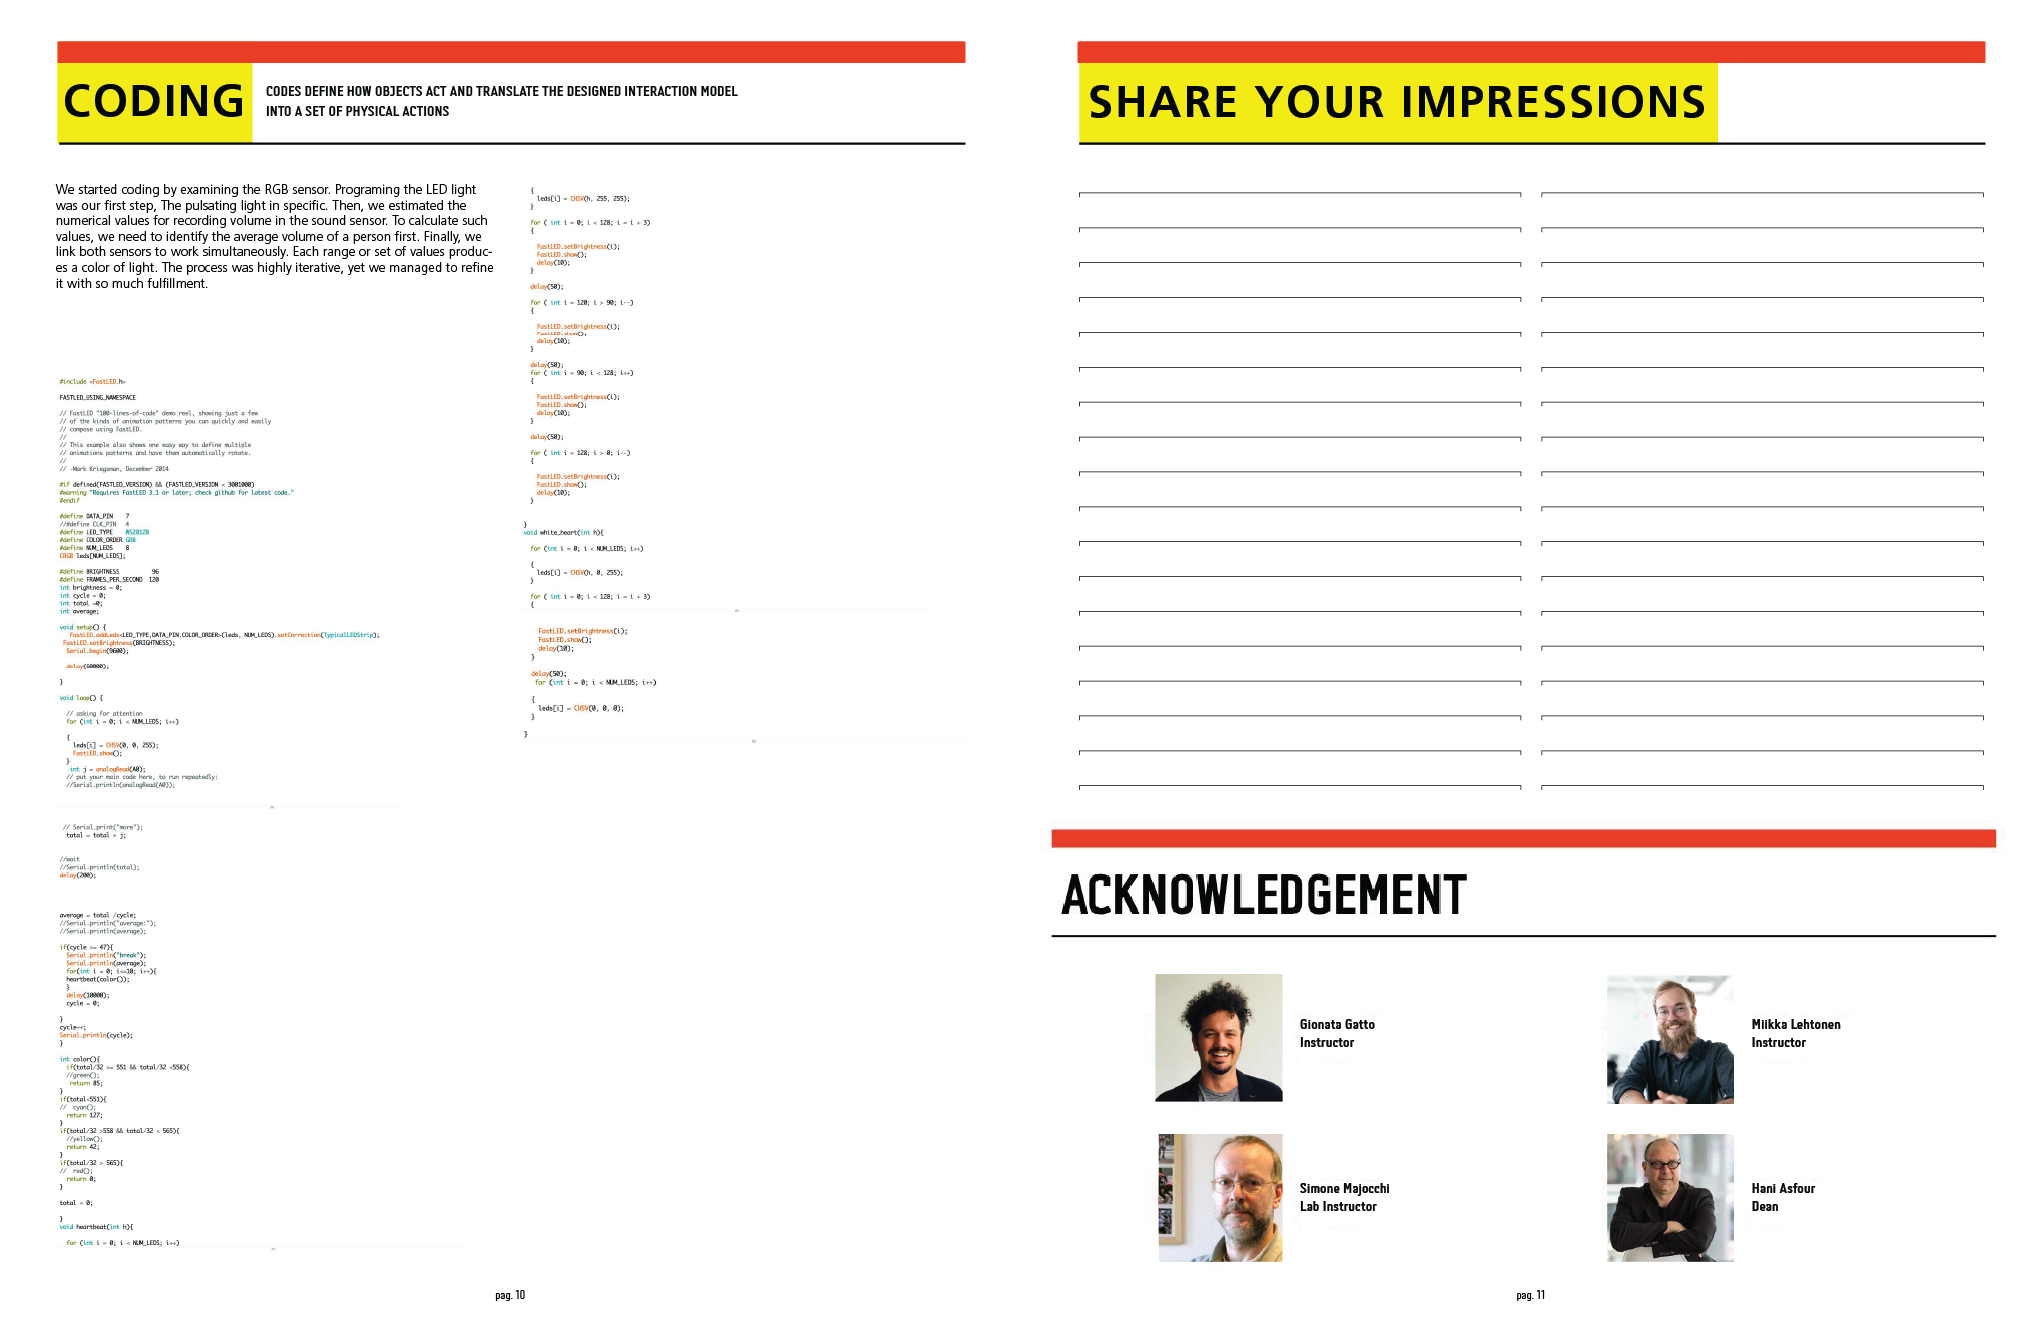 CODING
CODES DEFINE HOW OBJECTS ACT AND TRANSLATE THE DESIGNED INTERACTION MODEL
INTO A SET OF PHYSICAL ACTIONS
We started coding by examining the RGB sensor. Programing the LED light
was our first step, The pulsating light in specific. Then, we estimated the
numerical values for recording volume in the sound sensor. To calculate such
values, we need to identify the average volume of a person first. Finally, we
link both sensors to work simultaneously. Each range or set of values produc-
es a color of light. The process was highly iterative, yet we managed to refine
it with so much fulfillment.
#include <FastLED.h>
FASTLED_USING_NAMESPACE
// FastLED "100-lines-of-code" demo reel, showing just a few
// of the kinds of animation patterns you can quickly and easily
// compose using FastLED.
//
// This example also shows one easy way to define multiple
// animations patterns and have them automatically rotate.
//
// -Mark Kriegsman, December 2014
#if defined(FASTLED_VERSION) && (FASTLED_VERSION < 3001000)
#warning "Requires FastLED 3.1 or later; check github for latest code."
#endif
#define DATA_PIN    7
//#define CLK_PIN   4
#define LED_TYPE    WS2812B
#define COLOR_ORDER GRB
#define NUM_LEDS    8
CRGB leds[NUM_LEDS];
#define BRIGHTNESS          96
#define FRAMES_PER_SECOND  120
int brightness = 0;
int cycle = 0;
int total =0;
int average;
void setup() {
FastLED.addLeds<LED_TYPE,DATA_PIN,COLOR_ORDER>(leds, NUM_LEDS).setCorrection(TypicalLEDStrip);
FastLED.setBrightness(BRIGHTNESS);
Serial.begin(9600);
delay(60000);
}
void loop() {
// asking for attention
for (int i = 0; i < NUM_LEDS; i++)
{
leds[i] = CHSV(0, 0, 255);
FastLED.show();
}
int j = analogRead(A0);
// put your main code here, to run repeatedly:
//Serial.println(analogRead(A0));
// Serial.print("more");
total = total + j;
//wait
//Serial.println(total);
delay(200);
average = total /cycle;
//Serial.println("average:");
//Serial.println(average);
if(cycle >= 47){
Serial.println("break");
Serial.println(average);
for(int i = 0; i<=10; i++){
heartbeat(color());
}
delay(10000);
cycle = 0;
}
cycle++;
Serial.println(cycle);
}
int color(){
if(total/32 >= 551 && total/32 <558){
//green();
return 85;
}
if(total<551){
//  cyan();
return 127;
}
if(total/32 >558 && total/32 < 565){
//yellow();
return 42;
}
if(total/32 > 565){
//  red();
return 0;
}
total = 0;
}
void heartbeat(int h){
for (int i = 0; i < NUM_LEDS; i++)
{
leds[i] = CHSV(h, 255, 255);
}
for ( int i = 0; i < 128; i = i + 3)
{
FastLED.setBrightness(i);
FastLED.show();
delay(10);
}
delay(50);
for ( int i = 128; i > 90; i--)
{
FastLED.setBrightness(i);
FastLED.show();
delay(10);
}
delay(50);
for ( int i = 90; i < 128; i++)
{
FastLED.setBrightness(i);
FastLED.show();
delay(10);
}
delay(50);
for ( int i = 128; i > 0; i--)
{
FastLED.setBrightness(i);
FastLED.show();
delay(10);
}
}
void white_heart(int h){
for (int i = 0; i < NUM_LEDS; i++)
{
leds[i] = CHSV(h, 0, 255);
}
for ( int i = 0; i < 128; i = i + 3)
{
FastLED.setBrightness(i);
FastLED.show();
delay(10);
}
delay(50);
for (int i = 0; i < NUM_LEDS; i++)
{
leds[i] = CHSV(0, 0, 0);
}
}
pag. 10
SHARE YOUR IMPRESSIONS
ACKNOWLEDGEMENT
Gionata Gatto
Instructor
Miikka Lehtonen
Instructor
Simone Majocchi
Lab Instructor
Hani Asfour
Dean
pag. 11